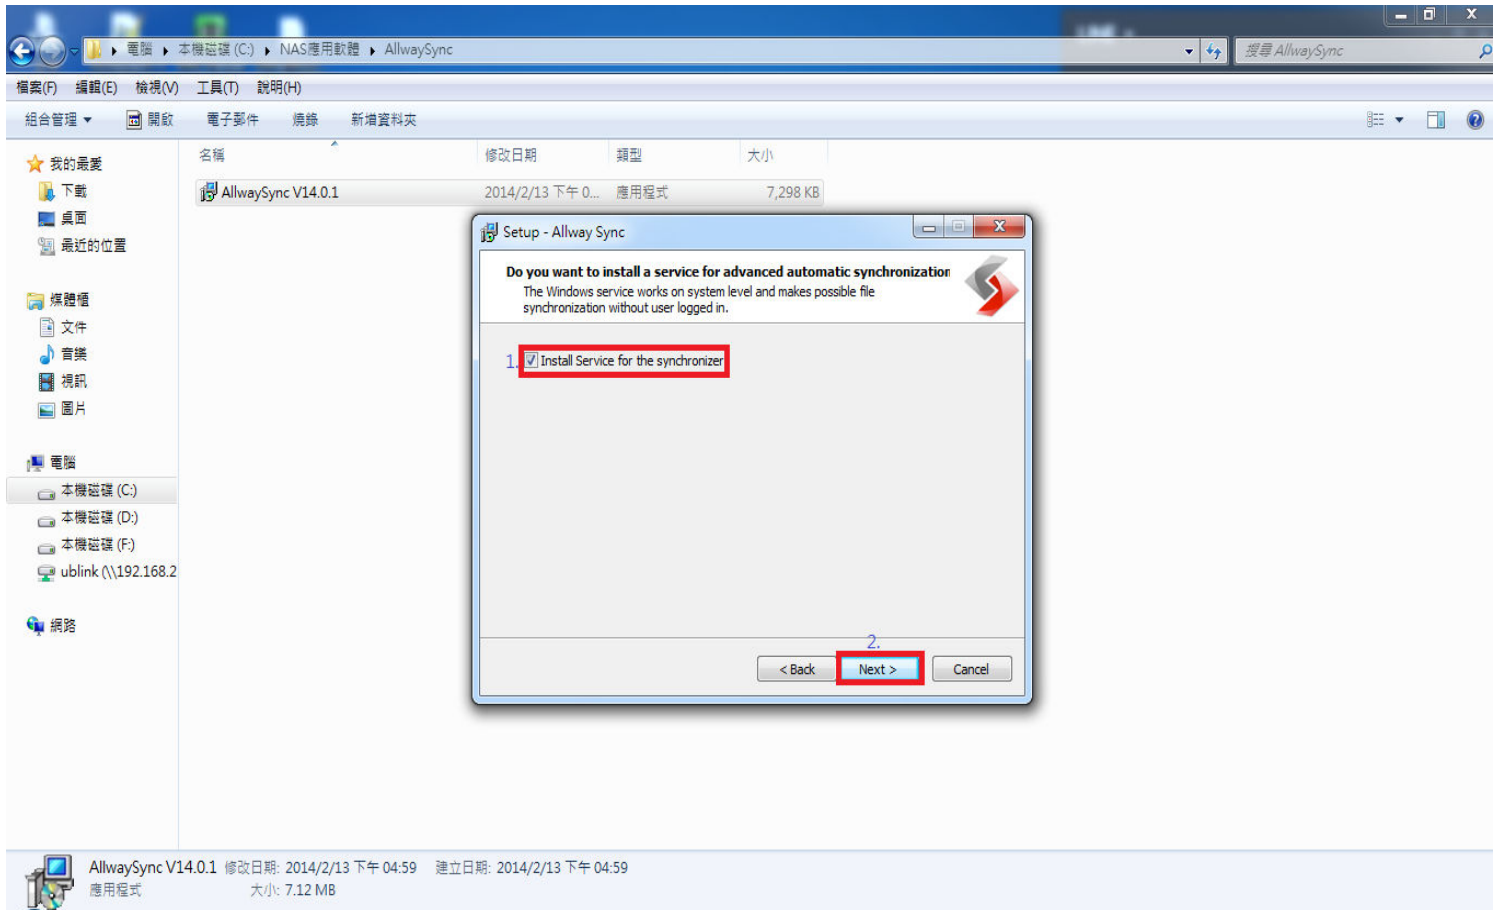 電腦 ▸ 本機磁碟 (C:) ▸ NAS應用軟體 ▸ AllwaySync
搜尋 AllwaySync
檔案(F) 編輯(E) 檢視(V) 工具(T) 說明(H)
組合管理 ▼ 開啟 電子郵件 燒錄 新增資料夾
我的最愛
下載
桌面
最近的位置
媒體櫃
文件
音樂
視訊
圖片
電腦
本機磁碟 (C:)
本機磁碟 (D:)
本機磁碟 (F:)
ublink (\\192.168.2
網路
名稱 修改日期 類型 大小
AllwaySync V14.0.1 2014/2/13 下午 0... 應用程式 7,298 KB
Setup - Allway Sync
Do you want to install a service for advanced automatic synchronization
The Windows service works on system level and makes possible file
synchronization without user logged in.
1. Install Service for the synchronizer
2.
< Back Next > Cancel
AllwaySync V14.0.1 修改日期: 2014/2/13 下午 04:59 建立日期: 2014/2/13 下午 04:59
應用程式 大小: 7.12 MB